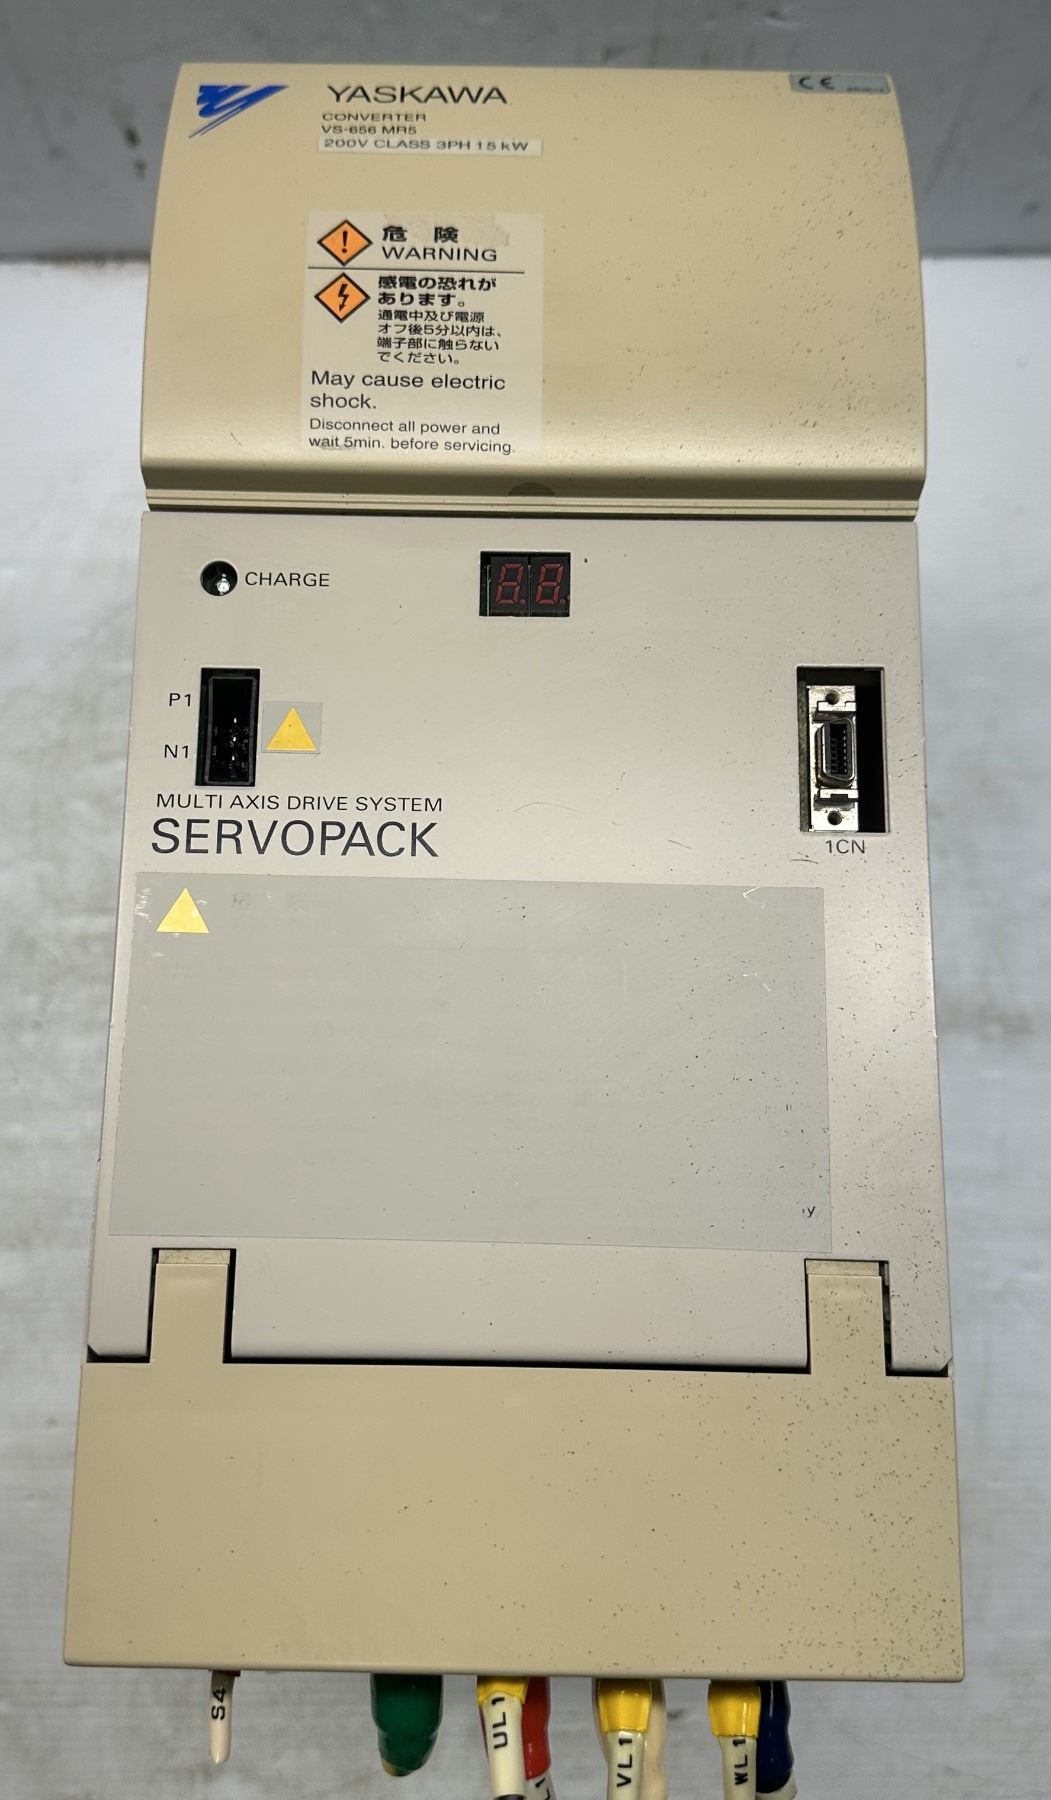 YASKAWA
CONVERTER
VS-656 MR5
200V CLASS 3PH 15 kW
CE
危 険
WARNING
感電の恐れが
あります。
通電中及び電源
オフ後5分以内は、
端子部に触らない
でください。
May cause electric
shock.
Disconnect all power and
wait 5min. before servicing.
CHARGE
8.8.
P1
N1
MULTI AXIS DRIVE SYSTEM
SERVOPACK
1CN
y
S4
UL1
VL1
WL1